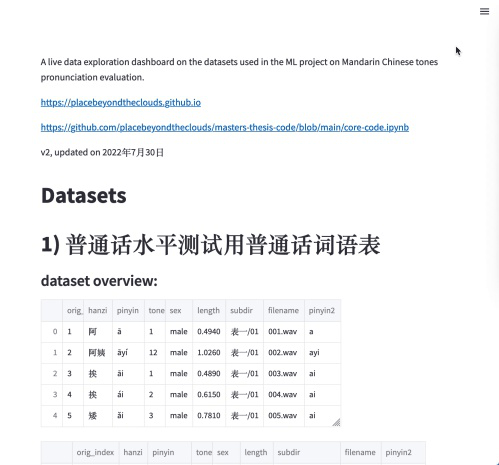 A live data exploration dashboard on the datasets used in the ML project on Mandarin Chinese tones
pronunciation evaluation.
https://placebeyondtheclouds.github.io
https://github.com/placebeyondtheclouds/masters-thesis-code/blob/main/core-code.ipynb
v2, updated on 2022年7月30日
Datasets
1) 普通话水平测试用普通话词语表
dataset overview:
orig_ hanzi pinyin tone sex length subdir filename pinyin2
0 1 阿 ā 1 male 0.4940 表一/01 001.wav a
1 2 阿姨 āyí 12 male 1.0260 表一/01 002.wav ayi
2 3 挨 āi 1 male 0.4890 表一/01 003.wav ai
3 4 挨 ái 2 male 0.6150 表一/01 004.wav ai
4 5 矮 ǎi 3 male 0.7810 表一/01 005.wav ai
orig_index hanzi pinyin tone sex length subdir filename pinyin2